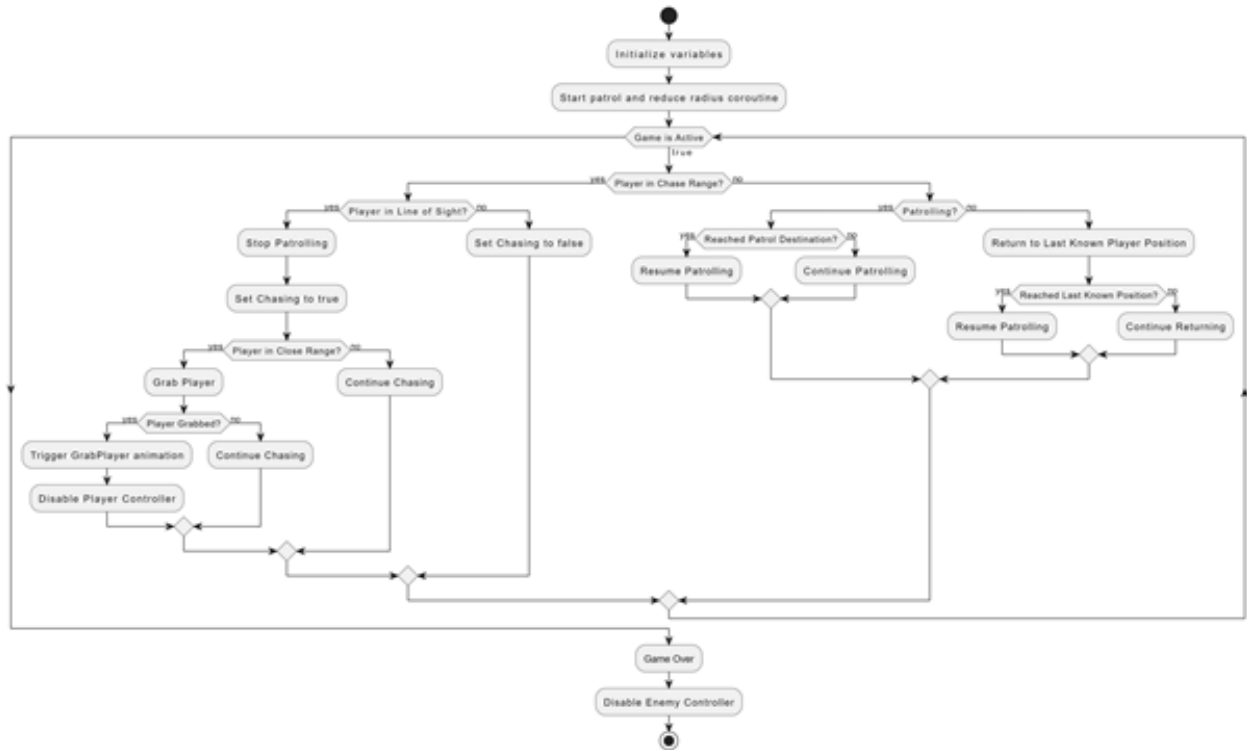 Initialize variables
Start patrol and reduce radius coroutine
Game is Active
true
yes Player in Chase Range? no
yes Player in Line of Sight? no
yes Patrolling? no
Stop Patrolling
Set Chasing to false
yes Reached Patrol Destination? no
Return to Last Known Player Position
Resume Patrolling
Continue Patrolling
Set Chasing to true
yes Reached Last Known Position? no
Resume Patrolling
Continue Returning
yes Player in Close Range? no
Grab Player
Continue Chasing
yes Player Grabbed? no
Trigger GrabPlayer animation
Continue Chasing
Disable Player Controller
Game Over
Disable Enemy Controller